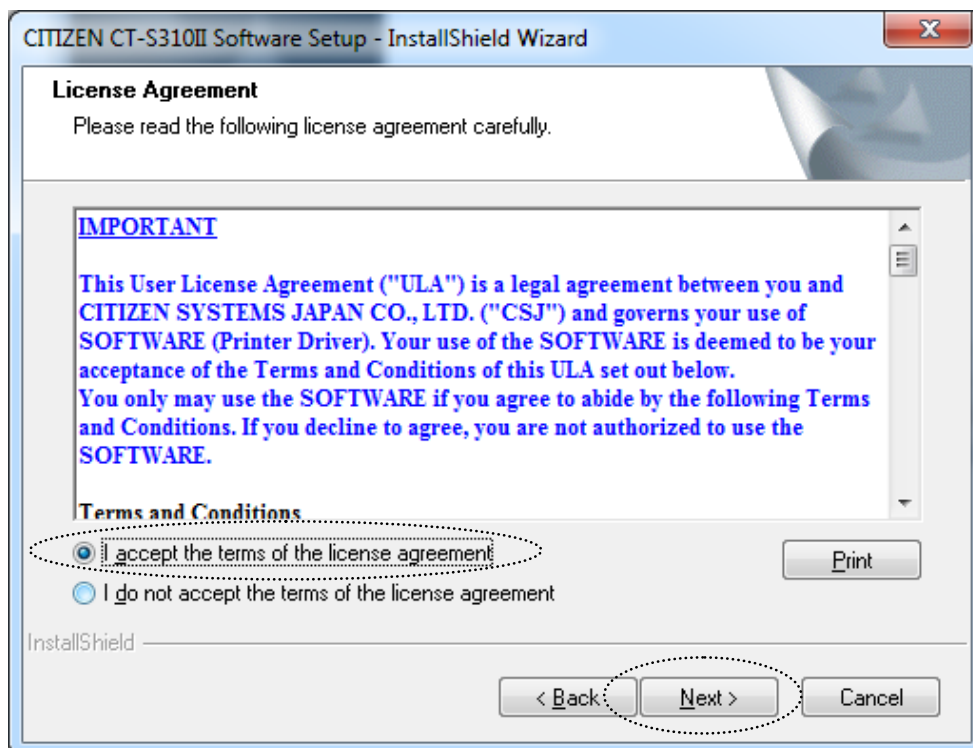 CITIZEN CT-S310II Software Setup - InstallShield Wizard
License Agreement
Please read the following license agreement carefully.
IMPORTANT
This User License Agreement ("ULA") is a legal agreement between you and
CITIZEN SYSTEMS JAPAN CO., LTD. ("CSJ") and governs your use of
SOFTWARE (Printer Driver). Your use of the SOFTWARE is deemed to be your
acceptance of the Terms and Conditions of this ULA set out below.
You only may use the SOFTWARE if you agree to abide by the following Terms
and Conditions. If you decline to agree, you are not authorized to use the
SOFTWARE.
Terms and Conditions
I accept the terms of the license agreement
Print
I do not accept the terms of the license agreement
InstallShield
< Back
Next >
Cancel